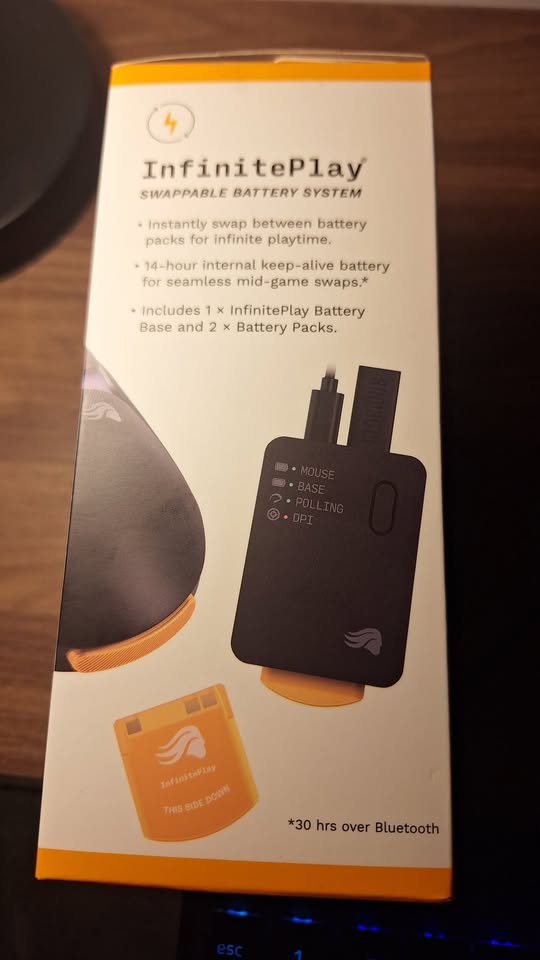 InfinitePlay®
SWAPPABLE BATTERY SYSTEM
• Instantly swap between battery
packs for infinite playtime.
• 14-hour internal keep-alive battery
for seamless mid-game swaps.*
• Includes 1 × InfinitePlay Battery
Base and 2 × Battery Packs.
GLORIOUS
MOUSE
BASE
POLLING
DPI
InfinitePlay
THIS SIDE DOWN
*30 hrs over Bluetooth
esc
1